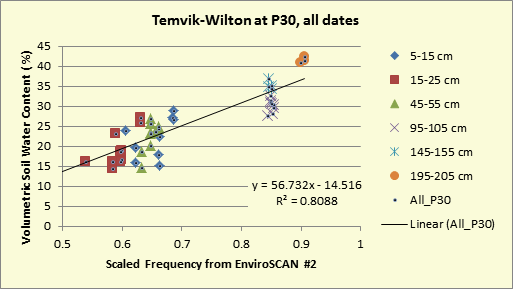 Temvik-Wilton at P30, all dates
Volumetric Soil Water Content (%)
45
40
35
30
25
20
15
10
5
0
0.5 0.6 0.7 0.8 0.9 1
Scaled Frequency from EnviroSCAN #2
y = 56.732x - 14.516
R² = 0.8088
5-15 cm
15-25 cm
45-55 cm
95-105 cm
145-155 cm
195-205 cm
All_P30
Linear (All_P30)